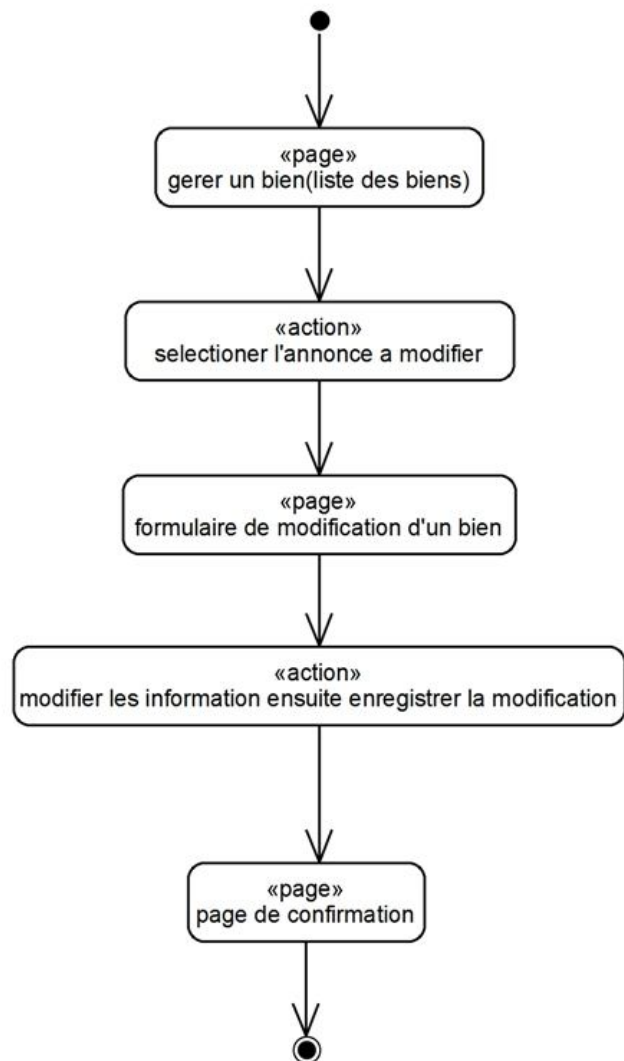 «page»
gerer un bien(liste des biens)
«action»
selectioner l'annonce a modifier
«page»
formulaire de modification d'un bien
«action»
modifier les information ensuite enregistrer la modification
«page»
page de confirmation